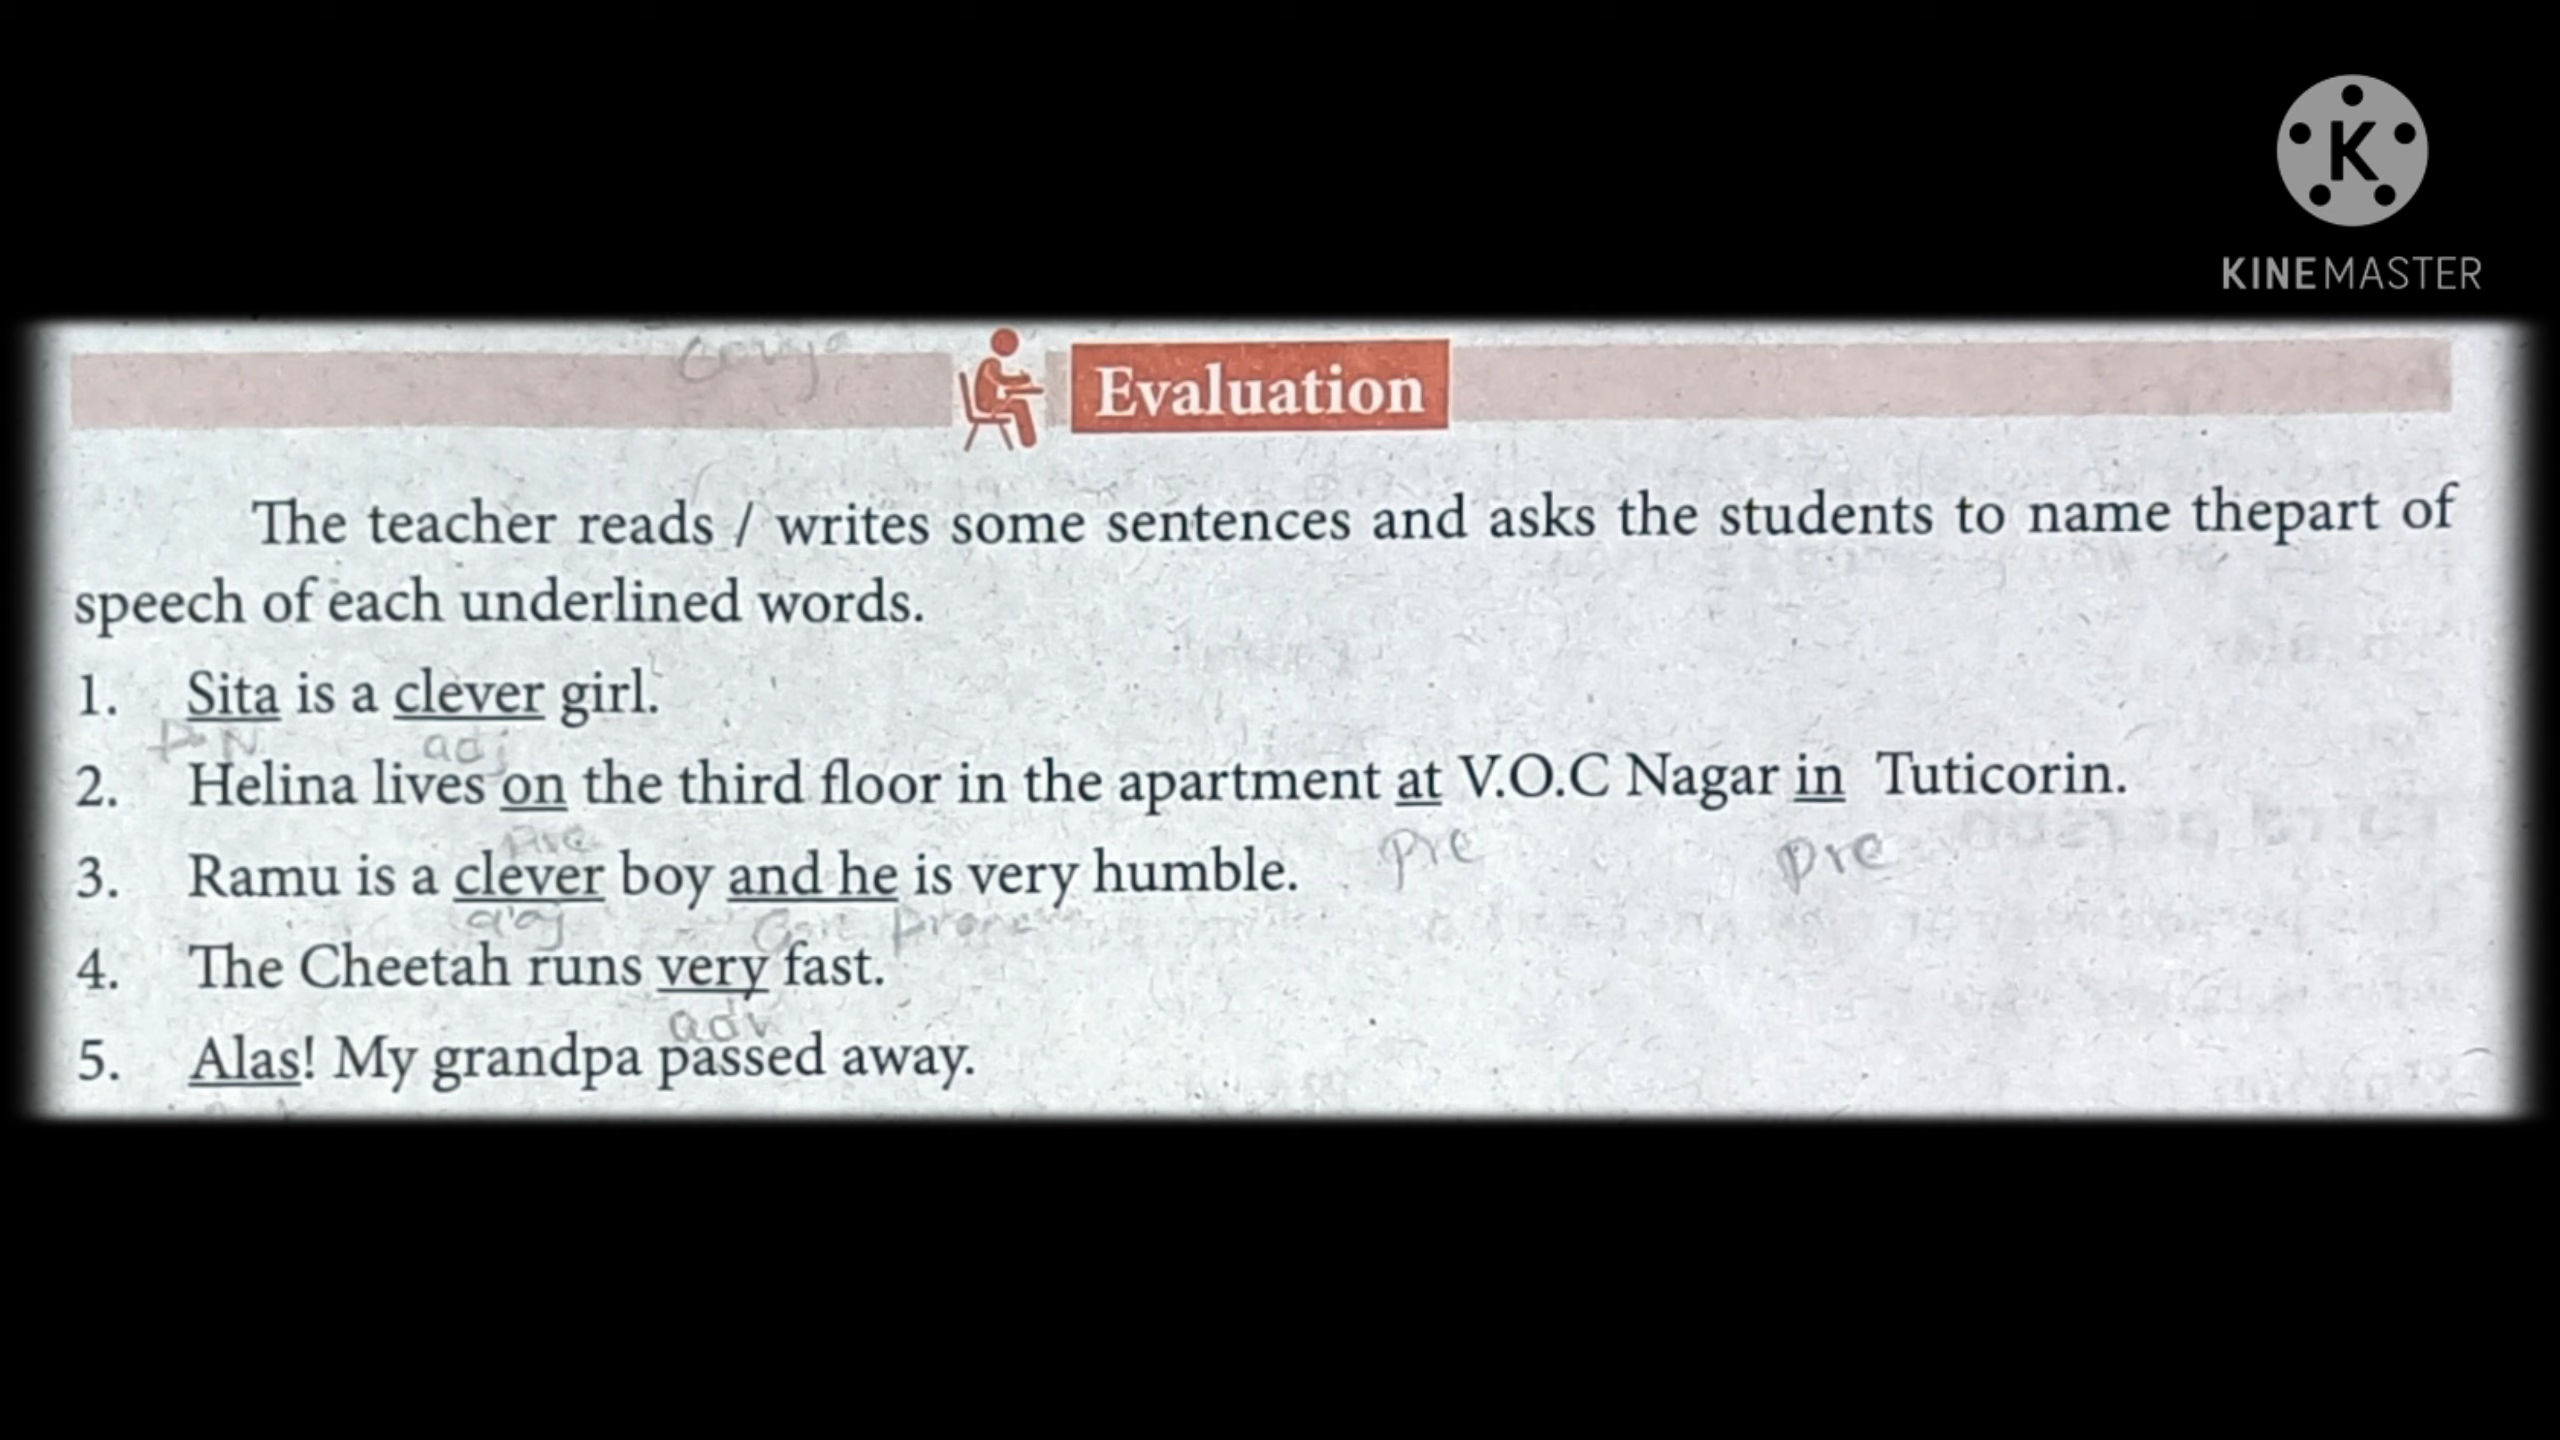 KINEMASTER
Evaluation
The teacher reads / writes some sentences and asks the students to name thepart of
speech of each underlined words.
1. Sita is a clever girl.
adj
2. Helina lives on the third floor in the apartment at V.O.C Nagar in Tuticorin.
pre pre
3. Ramu is a clever boy and he is very humble.
4. The Cheetah runs very fast.
adv
5. Alas! My grandpa passed away.